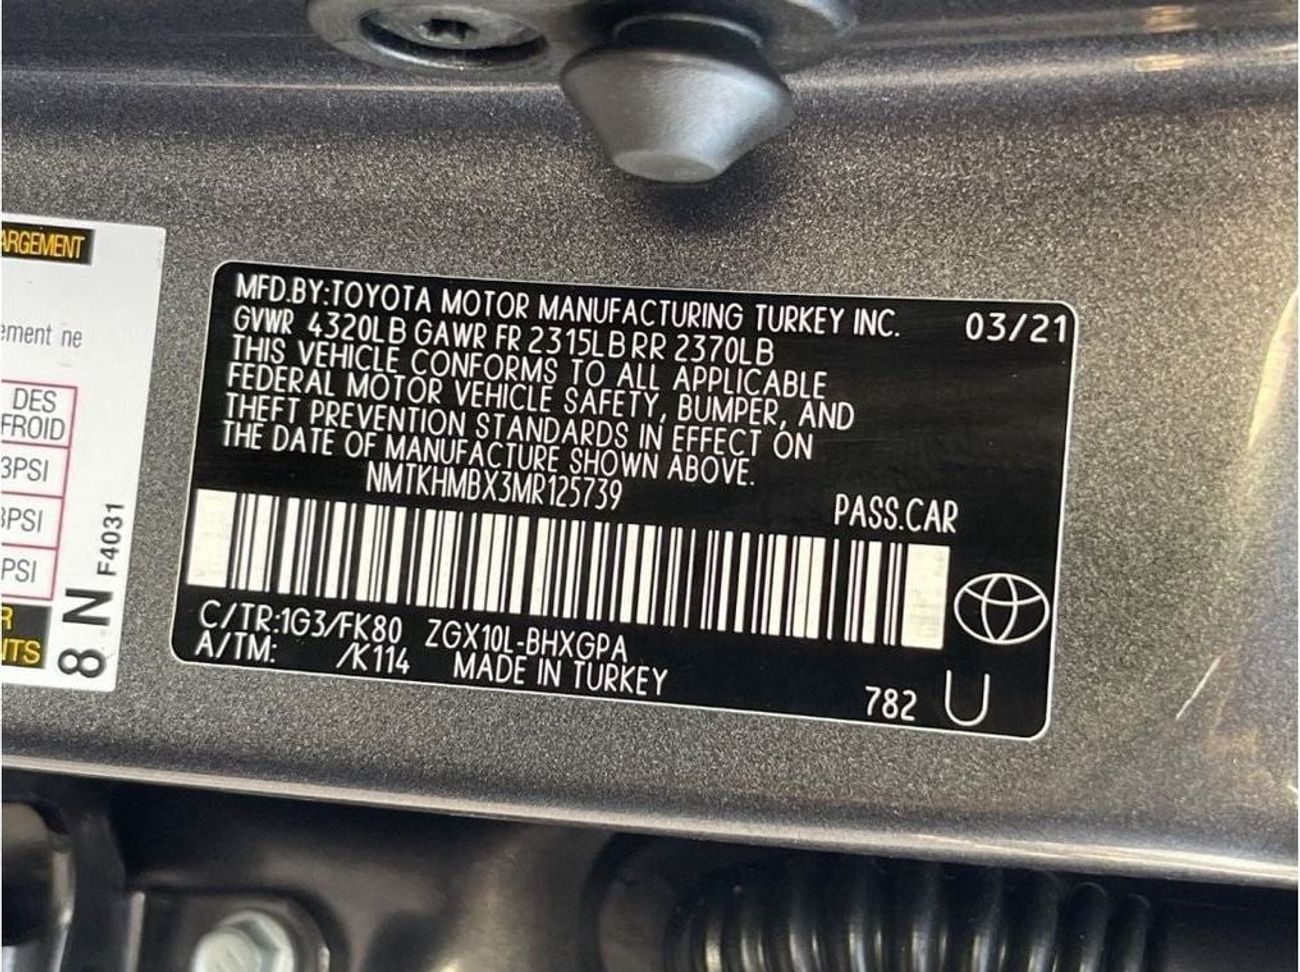 ARGEMENT
ement ne
DES
FROID
3PSI
3PSI
PSI
R
ITS
8 N F4031
MFD.BY:TOYOTA MOTOR MANUFACTURING TURKEY INC. 03/21
GVWR 4320LB GAWR FR 2315LB RR 2370LB
THIS VEHICLE CONFORMS TO ALL APPLICABLE
FEDERAL MOTOR VEHICLE SAFETY, BUMPER, AND
THEFT PREVENTION STANDARDS IN EFFECT ON
THE DATE OF MANUFACTURE SHOWN ABOVE.
NMTKHMBX3MR125739 PASS.CAR
C/TR:1G3/FK80 ZGX10L-BHXGPA
A/TM: /K114 MADE IN TURKEY
782 U